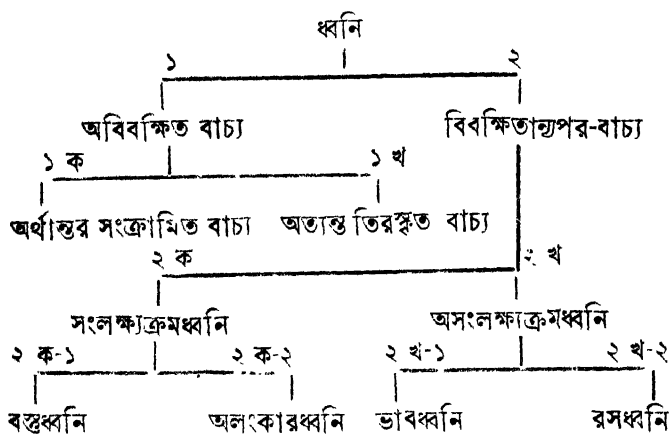 ধ্বনি
১ ২
অবিবক্ষিত বাচ্য বিবক্ষিতান্যপর-বাচ্য
১ ক ১ খ
অর্থান্তর সংক্রামিত বাচ্য অত্যন্ত তিরস্কৃত বাচ্য
২ ক ২ খ
সংলক্ষ্যক্রমধ্বনি অসংলক্ষ্যক্রমধ্বনি
২ ক-১ ২ ক-২ ২ খ-১ ২ খ-২
বস্তুধ্বনি অলংকারধ্বনি ভাবধ্বনি রসধ্বনি